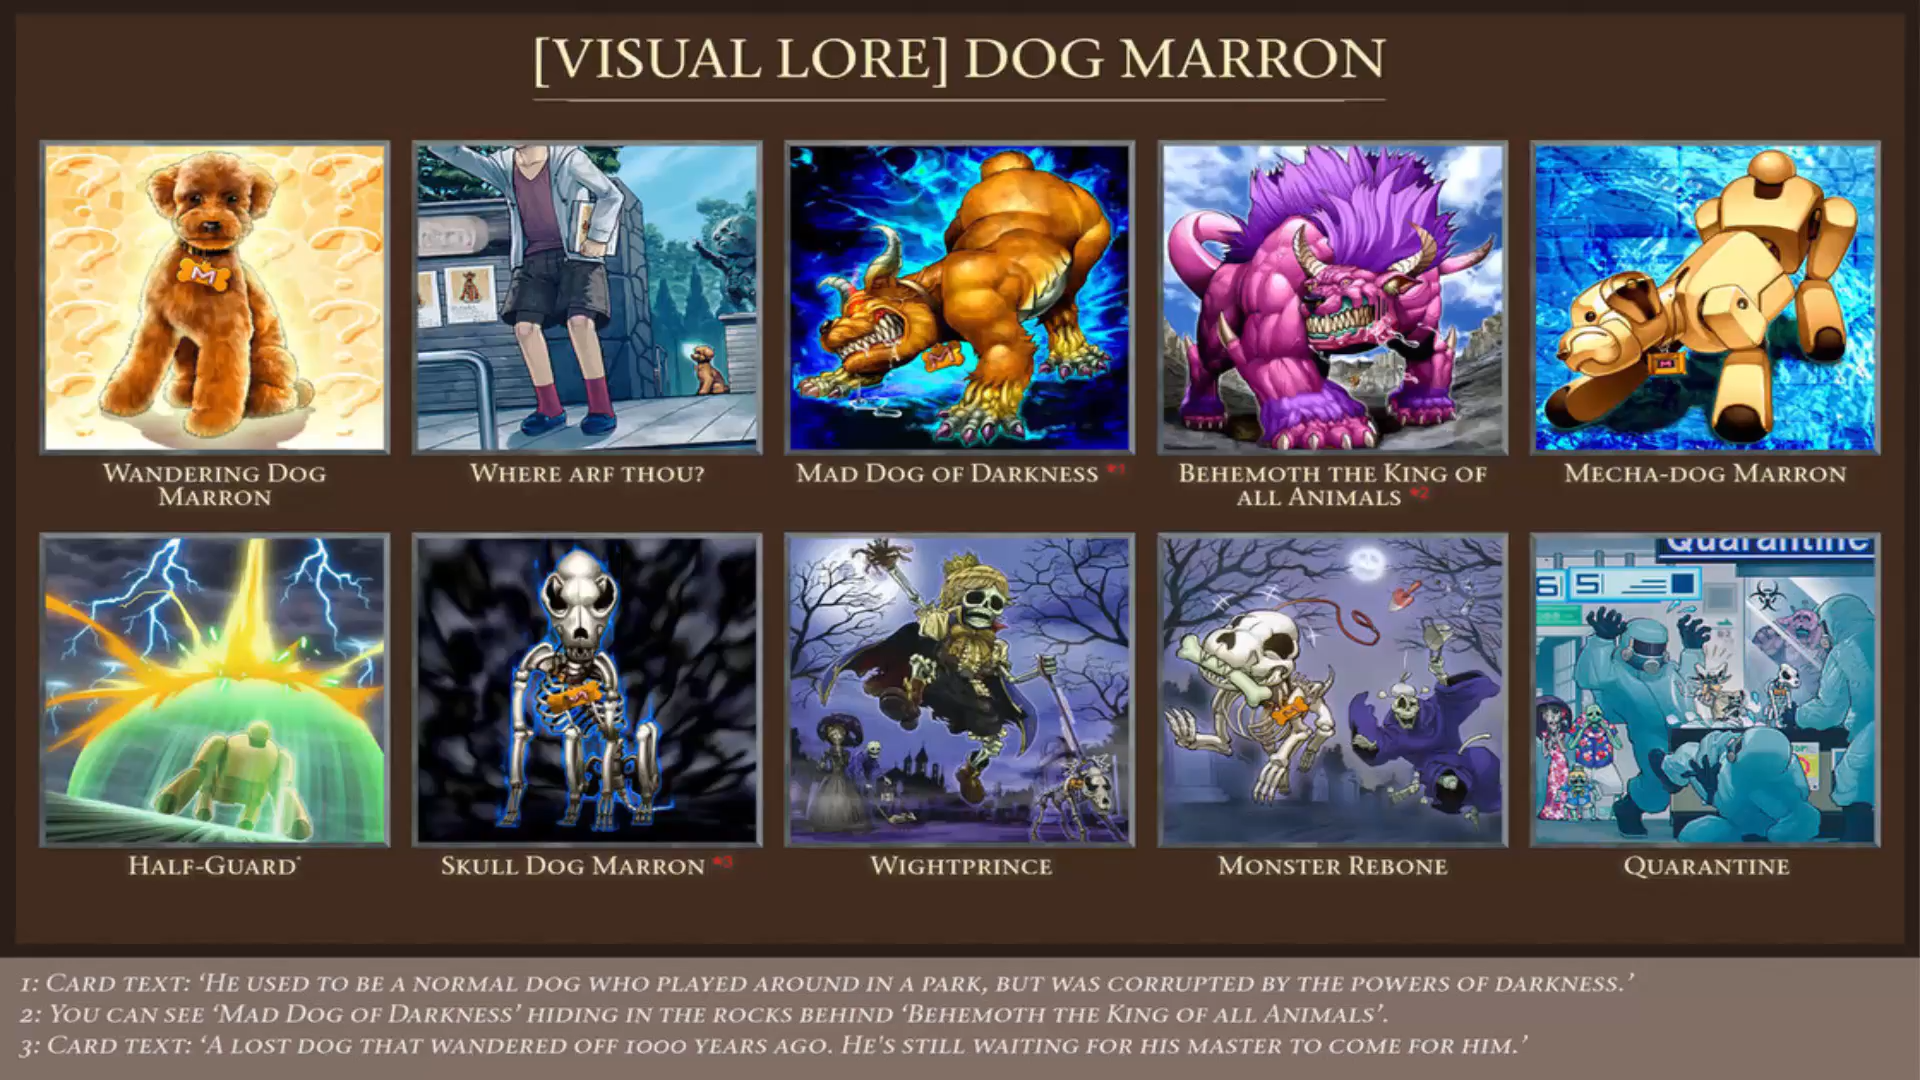 [VISUAL LORE] DOG MARRON
M
WANDERING DOG
MARRON
WHERE ARF THOU?
MAD DOG OF DARKNESS *1
BEHEMOTH THE KING OF
ALL ANIMALS *2
M
MECHA-DOG MARRON
HALF-GUARD
SKULL DOG MARRON *3
WIGHTPRINCE
MONSTER REBONE
Quarantine
6 5
QUARANTINE
1: CARD TEXT: ‘HE USED TO BE A NORMAL DOG WHO PLAYED AROUND IN A PARK, BUT WAS CORRUPTED BY THE POWERS OF DARKNESS.’
2: YOU CAN SEE ‘MAD DOG OF DARKNESS’ HIDING IN THE ROCKS BEHIND ‘BEHEMOTH THE KING OF ALL ANIMALS’.
3: CARD TEXT: ‘A LOST DOG THAT WANDERED OFF 1000 YEARS AGO. HE'S STILL WAITING FOR HIS MASTER TO COME FOR HIM.’